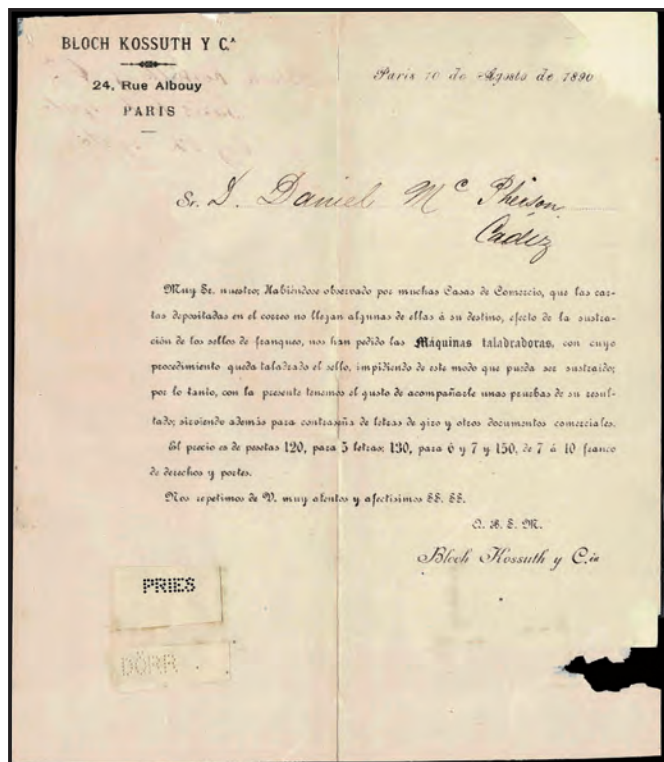 BLOCH KOSSUTH Y C.ᴬ
24, Rue Albouy
PARIS
Paris 10 de Agosto de 1890
Sr. D. Daniel Mc Pherson
Cadiz
Muy Sr. nuestro; Habiéndose observado por muchas Casas de Comercio, que las car-
tas depositadas en el correo no llegan algunas de ellas á su destino, efecto de la sustra-
ción de los sellos de franqueo, nos han pedido las Máquinas taladradoras, con cuyo
procedimiento queda taladrado el sello, impidiendo de este modo que pueda ser sustraido;
por lo tanto, con la presente tenemos el gusto de acompañarle unas pruebas de su resul-
tado; sirviendo además para contraseña de letras de giro y otros documentos comerciales.
El precio es de pesetas 120, para 5 letras; 130, para 6 y 7 y 150, de 7 á 10 franco
de derechos y portes.
Nos repetimos de V. muy atentos y afectisimos SS. SS.
Q. B. S. M.
Bloch Kossuth y C.ia
PRIES
DÖRR